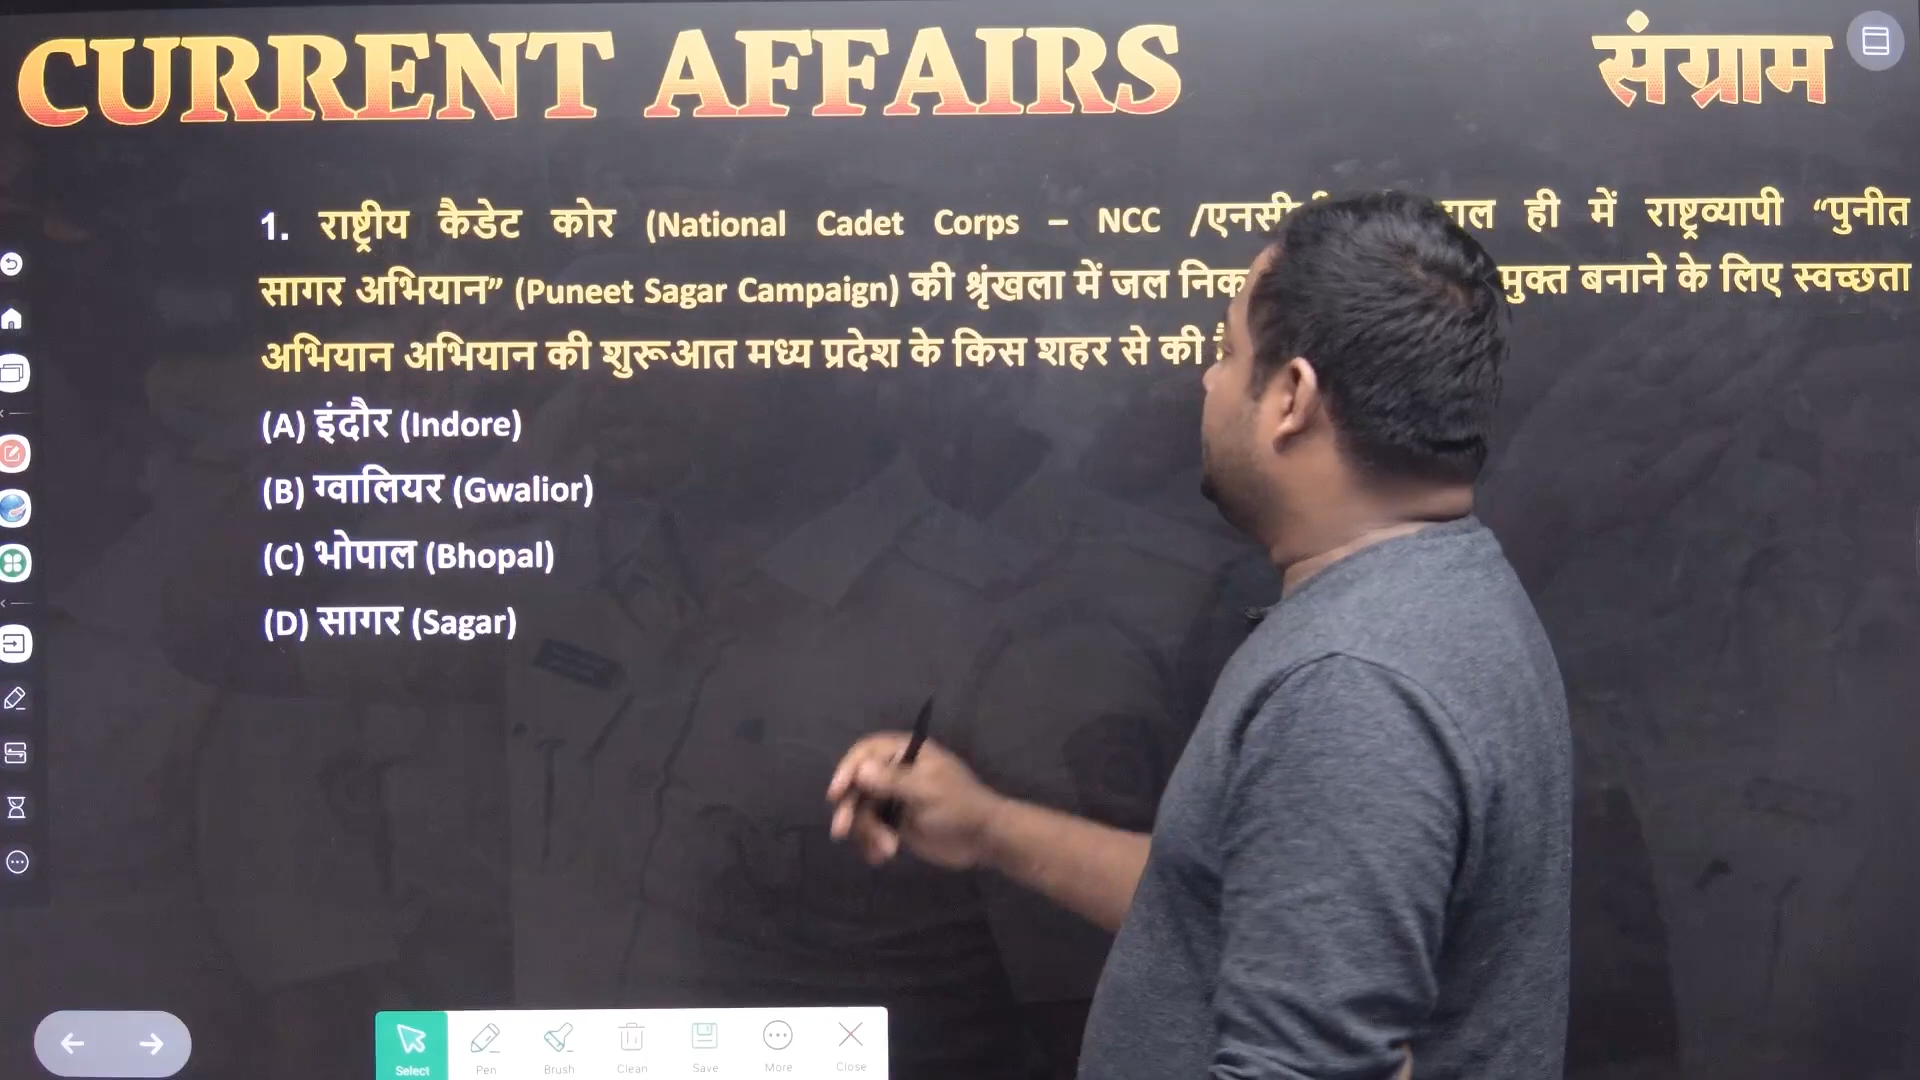 CURRENT AFFAIRS
संग्राम
1. राष्ट्रीय कैडेट कोर (National Cadet Corps – NCC ही में राष्ट्रव्यापी “पुनीत
सागर अभियान” (Puneet Sagar Campaign) की श्रृंखला में जल मुक्त बनाने के लिए स्वच्छता
अभियान अभियान की शुरूआत मध्य प्रदेश के किस शहर से की
(A) इंदौर (Indore)
(B) ग्वालियर (Gwalior)
(C) भोपाल (Bhopal)
(D) सागर (Sagar)
Select
Pen
Brush
Clean
Save
More
Close